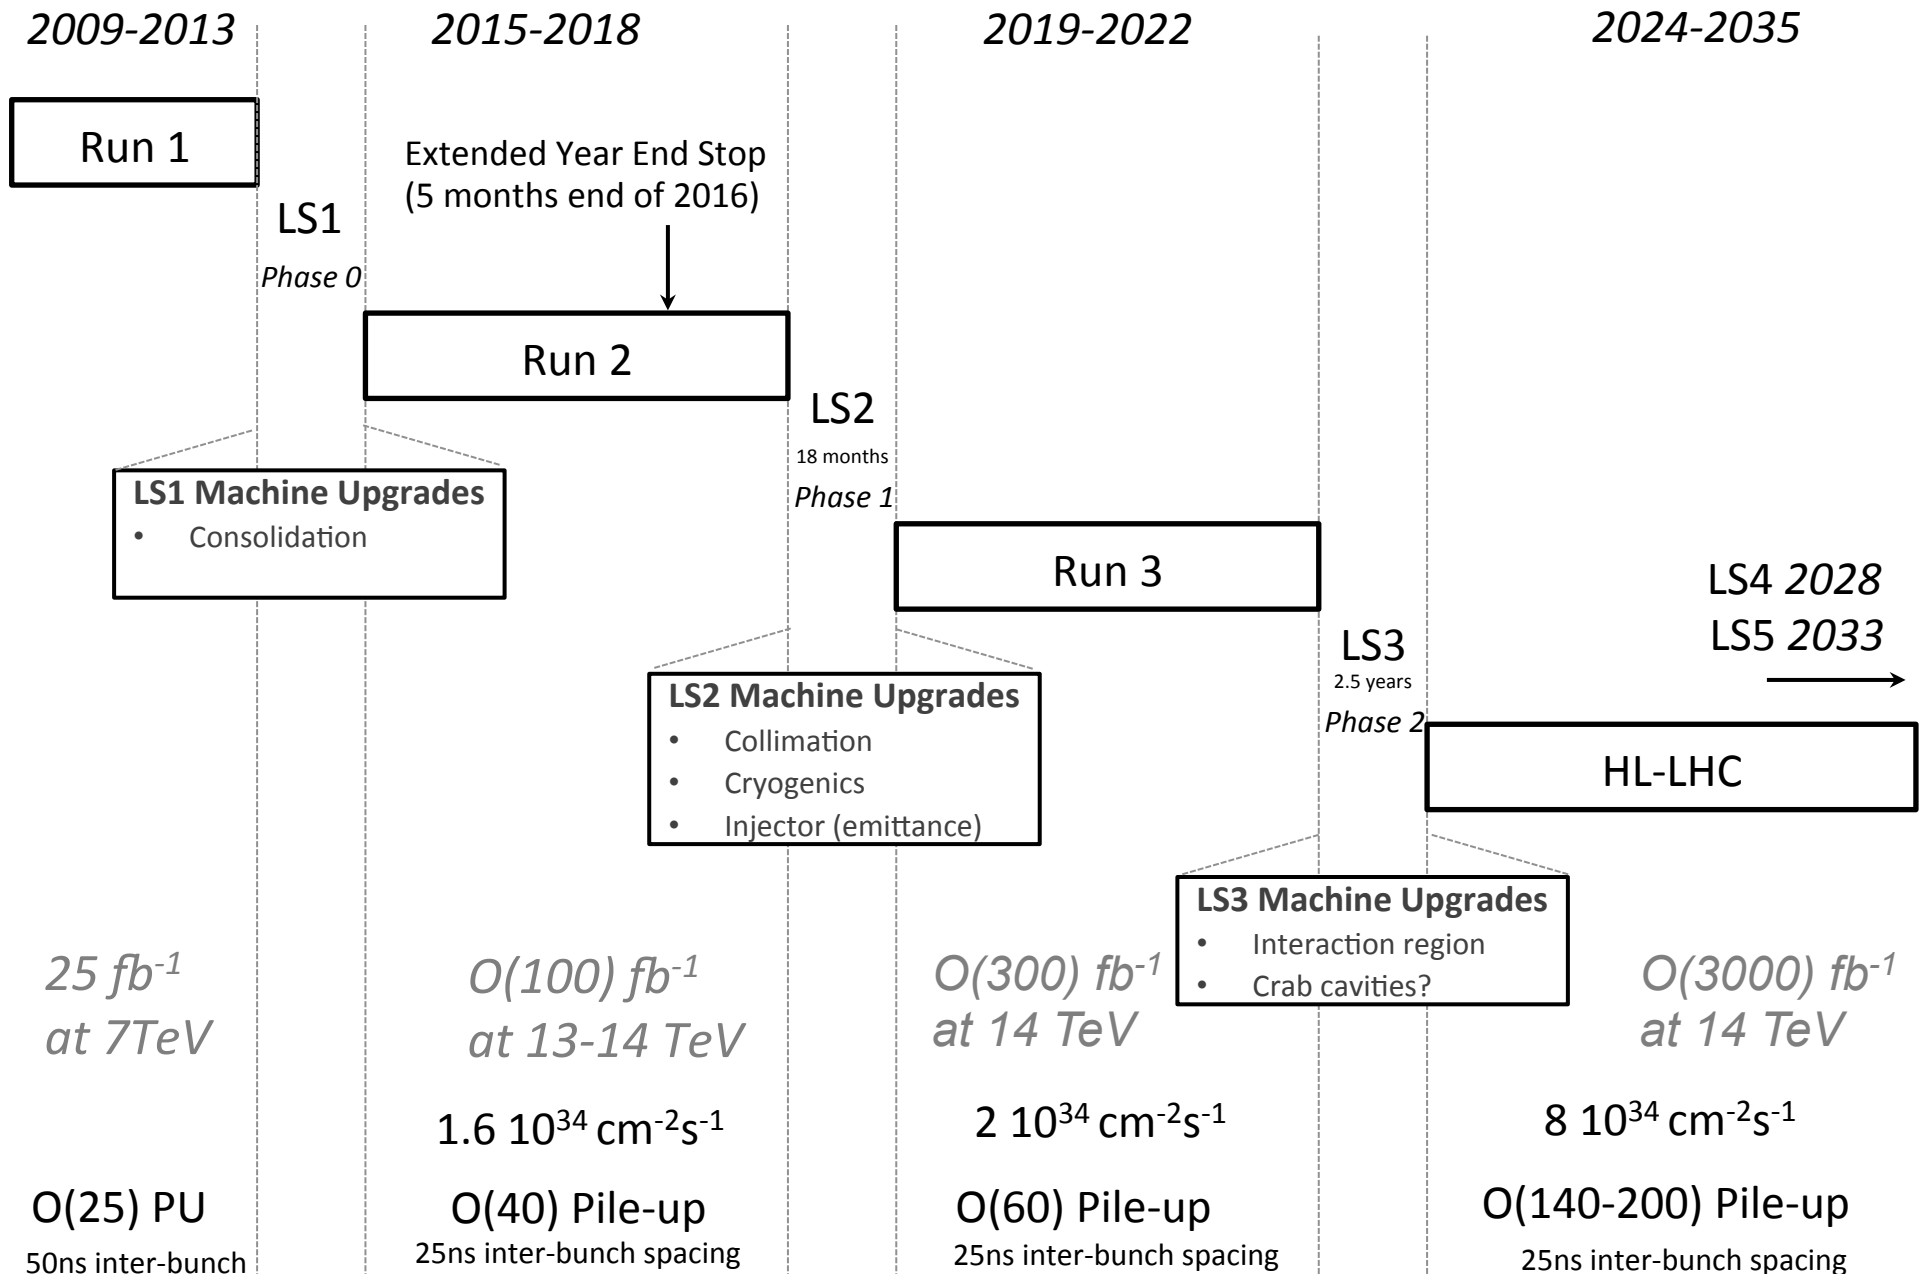 2009-2013
2015-2018
2019-2022
2024-2035
Run 1
Extended Year End Stop
(5 months end of 2016)
LS1
Phase 0
Run 2
LS2
18 months
Phase 1
LS1 Machine Upgrades
• Consolidation
Run 3
LS4 2028
LS5 2033
LS3
2.5 years
Phase 2
LS2 Machine Upgrades
• Collimation
• Cryogenics
• Injector (emittance)
HL-LHC
LS3 Machine Upgrades
• Interaction region
• Crab cavities?
25 fb-1
at 7TeV
O(100) fb-1
at 13-14 TeV
O(300) fb-1
at 14 TeV
O(3000) fb-1
at 14 TeV
1.6 10³⁴ cm⁻²s⁻¹
2 10³⁴ cm⁻²s⁻¹
8 10³⁴ cm⁻²s⁻¹
O(25) PU
50ns inter-bunch
O(40) Pile-up
25ns inter-bunch spacing
O(60) Pile-up
25ns inter-bunch spacing
O(140-200) Pile-up
25ns inter-bunch spacing